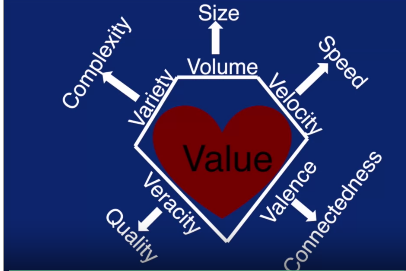 Size
Volume
Complexity
Variety
Velocity
Speed
Value
Veracity
Quality
Valence
Connectedness